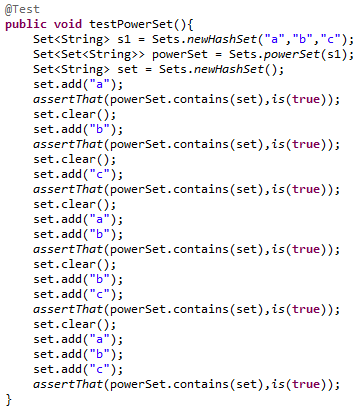 @Test
public void testPowerSet(){
    Set<String> s1 = Sets.newHashSet("a","b","c");
    Set<Set<String>> powerSet = Sets.powerSet(s1);
    Set<String> set = Sets.newHashSet();
    set.add("a");
    assertThat(powerSet.contains(set),is(true));
    set.clear();
    set.add("b");
    assertThat(powerSet.contains(set),is(true));
    set.clear();
    set.add("c");
    assertThat(powerSet.contains(set),is(true));
    set.clear();
    set.add("a");
    set.add("b");
    assertThat(powerSet.contains(set),is(true));
    set.clear();
    set.add("b");
    set.add("c");
    assertThat(powerSet.contains(set),is(true));
    set.clear();
    set.add("a");
    set.add("b");
    set.add("c");
    assertThat(powerSet.contains(set),is(true));
}